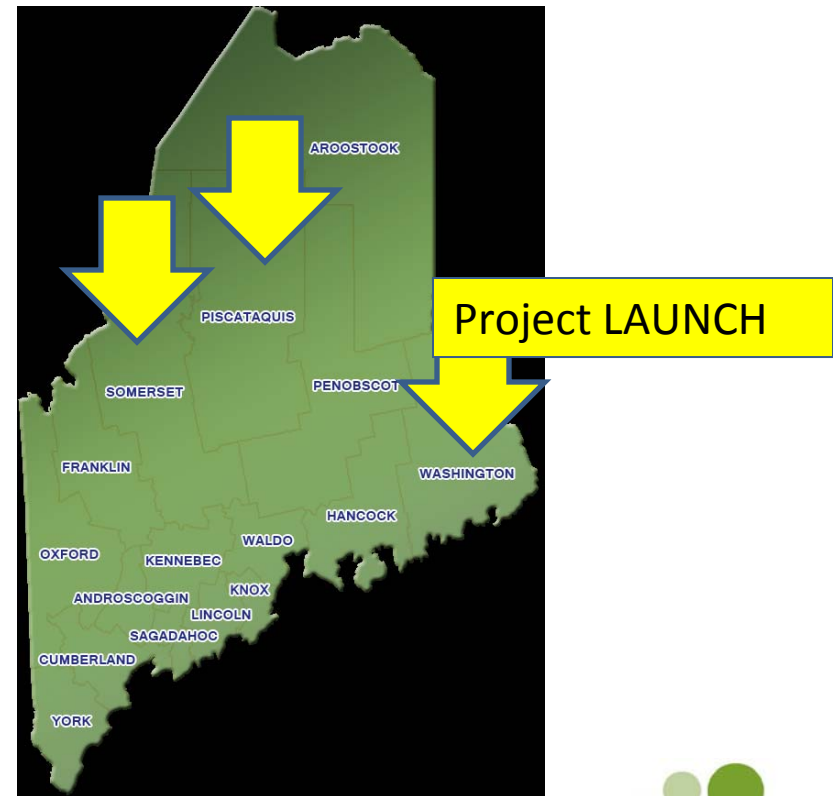 AROOSTOOK
Project LAUNCH
PISCATAQUIS
SOMERSET
PENOBSCOT
FRANKLIN
WASHINGTON
HANCOCK
WALDO
OXFORD
KENNEBEC
KNOX
ANDROSCOGGIN
LINCOLN
SAGADAHOC
CUMBERLAND
YORK